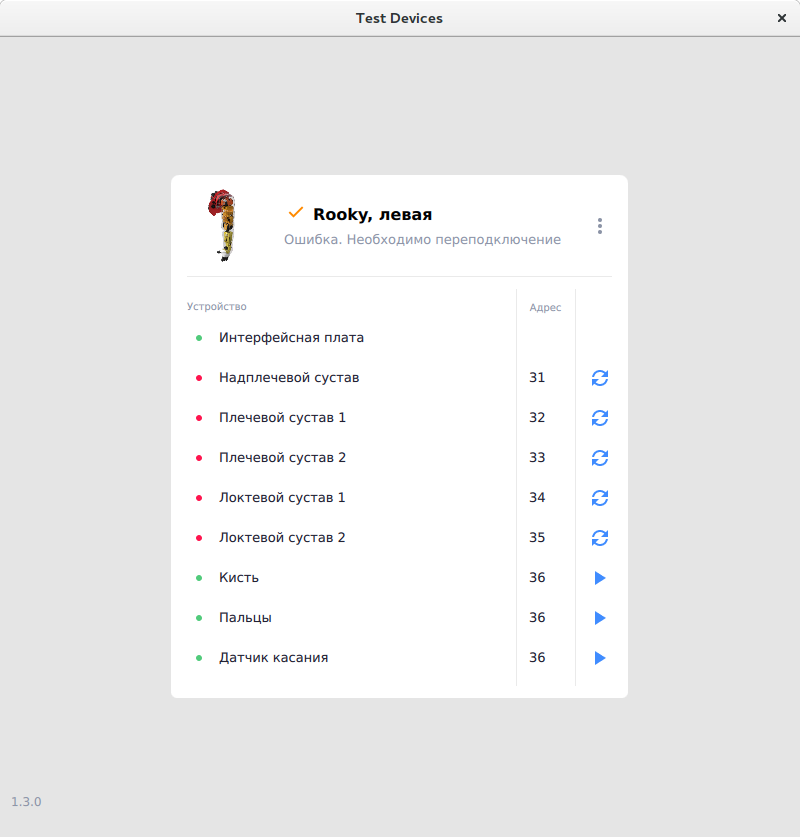 Test Devices
Rooky, левая
Ошибка. Необходимо переподключение
Устройство Адрес
Интерфейсная плата
Надплечевой сустав 31
Плечевой сустав 1 32
Плечевой сустав 2 33
Локтевой сустав 1 34
Локтевой сустав 2 35
Кисть 36
Пальцы 36
Датчик касания 36
1.3.0